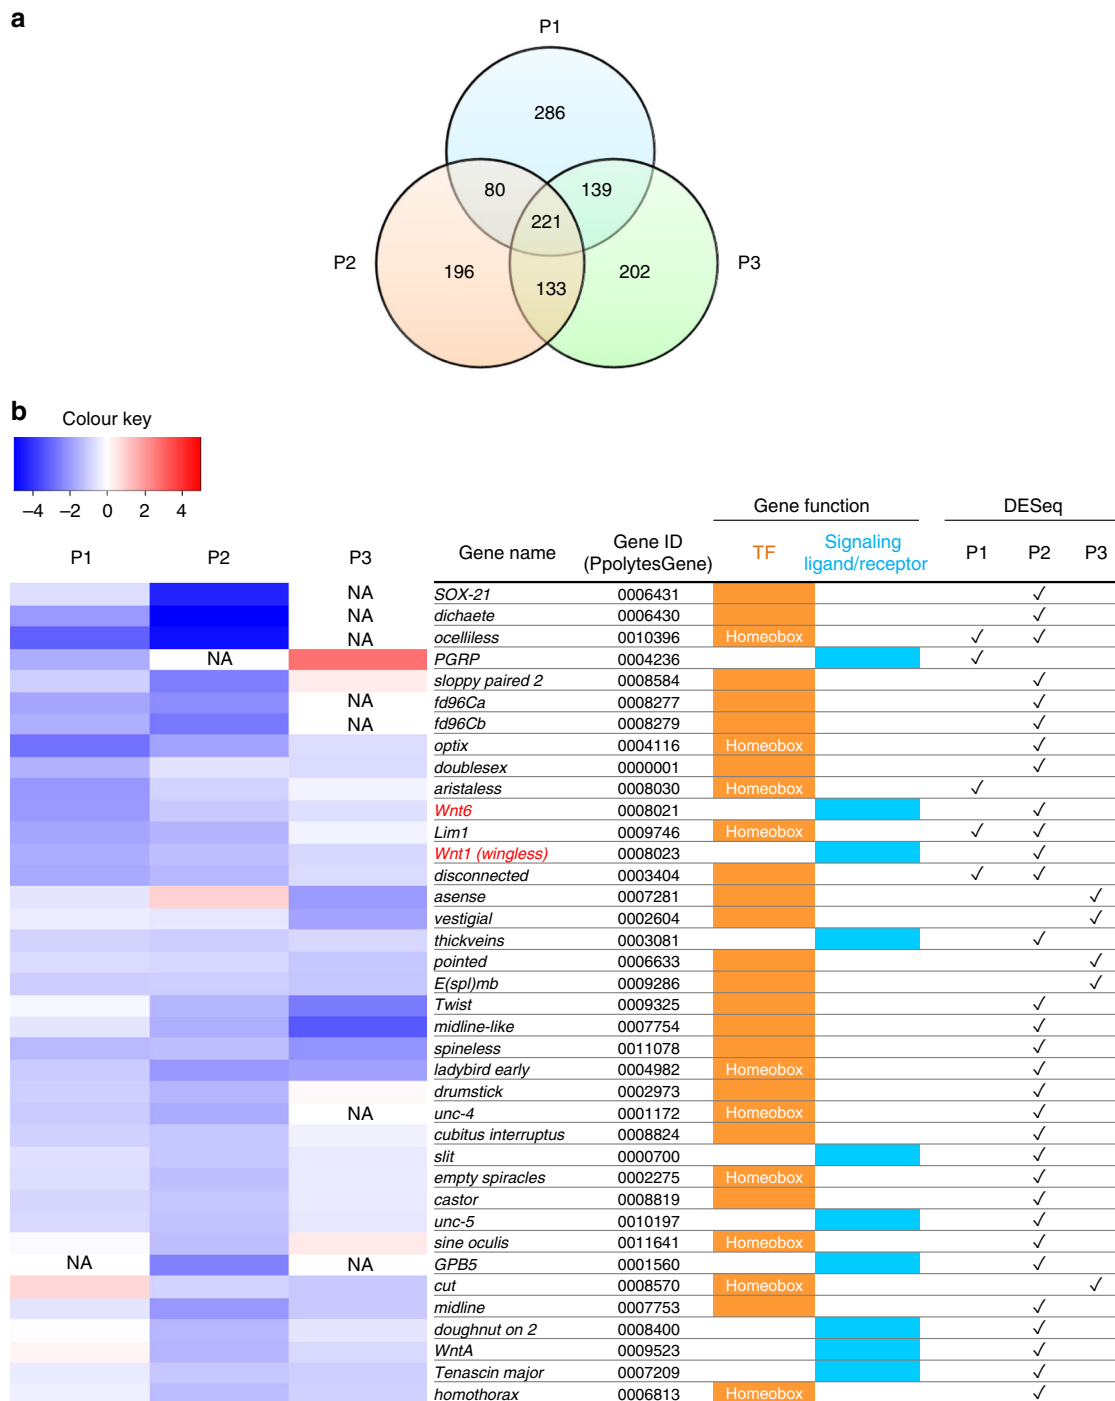 a
P1
286
80
139
221
P2
196
133
202
P3
b
Colour key
−4 −2 0 2 4
Gene function DESeq
P1 P2 P3 Gene name Gene ID (PpolytesGene) TF Signaling ligand/receptor P1 P2 P3
NA SOX-21 0006431 ✓
NA dichaete 0006430 ✓
NA ocelliless 0010396 Homeobox ✓ ✓
NA PGRP 0004236 ✓
sloppy paired 2 0008584 ✓
NA fd96Ca 0008277 ✓
NA fd96Cb 0008279 ✓
optix 0004116 Homeobox ✓
doublesex 0000001 ✓
aristaless 0008030 Homeobox ✓
Wnt6 0008021 ✓
Lim1 0009746 Homeobox ✓ ✓
Wnt1 (wingless) 0008023 ✓
disconnected 0003404 ✓ ✓
asense 0007281 ✓
vestigial 0002604 ✓
thickveins 0003081 ✓
pointed 0006633 ✓
E(spl)mb 0009286 ✓
Twist 0009325 ✓
midline-like 0007754 ✓
spineless 0011078 ✓
ladybird early 0004982 Homeobox ✓
drumstick 0002973 ✓
NA unc-4 0001172 Homeobox ✓
cubitus interruptus 0008824 ✓
slit 0000700 ✓
empty spiracles 0002275 Homeobox ✓
castor 0008819 ✓
unc-5 0010197 ✓
sine oculis 0011641 Homeobox ✓
NA NA GPB5 0001560 ✓
cut 0008570 Homeobox ✓
midline 0007753 ✓
doughnut on 2 0008400 ✓
WntA 0009523 ✓
Tenascin major 0007209 ✓
homothorax 0006813 Homeobox ✓